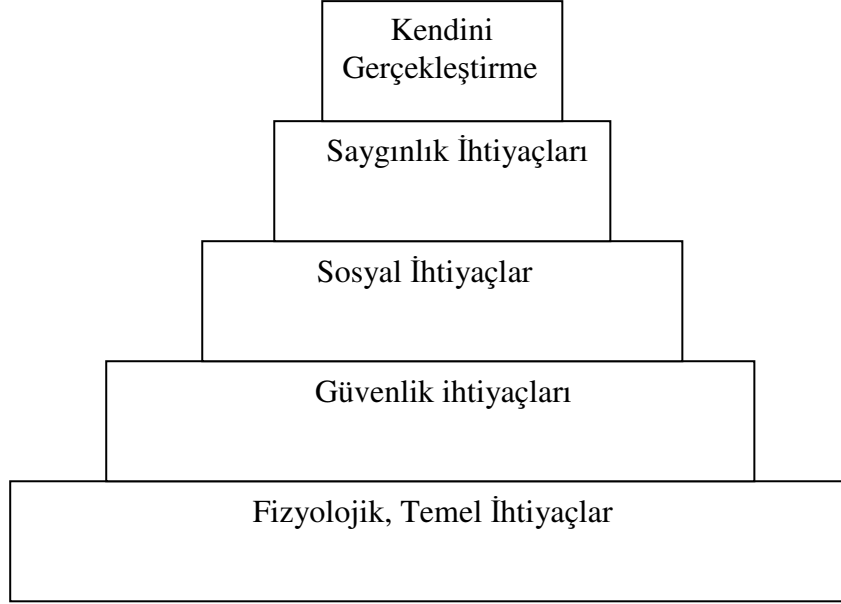 Kendini
Gerçekleştirme
Saygınlık İhtiyaçları
Sosyal İhtiyaçlar
Güvenlik ihtiyaçları
Fizyolojik, Temel İhtiyaçlar